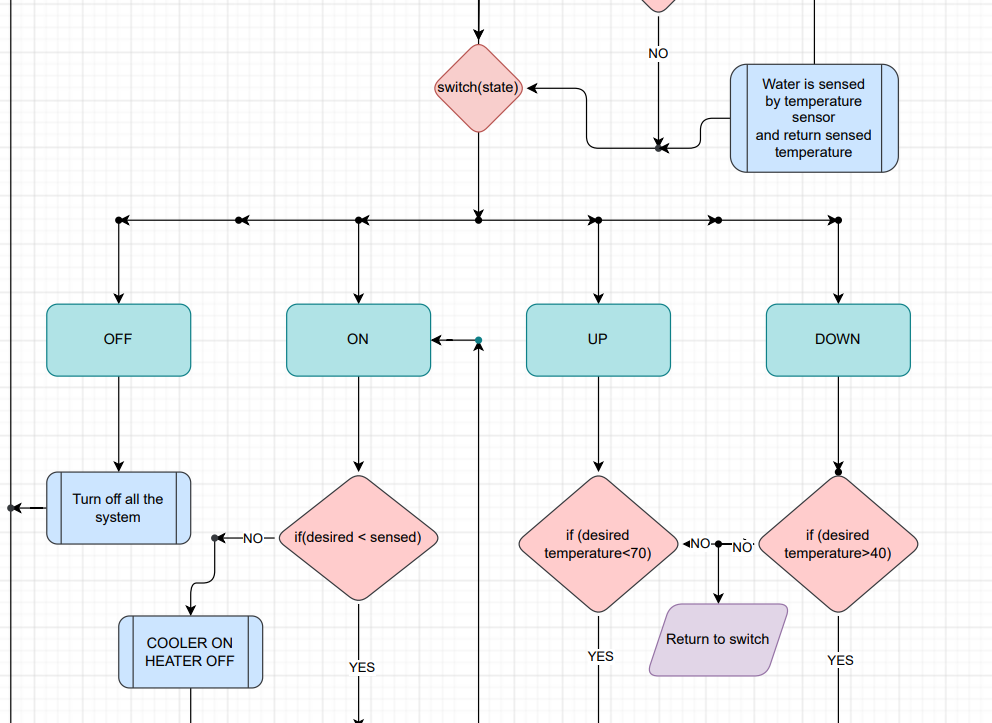 NO
switch(state)
Water is sensed
by temperature
sensor
and return sensed
temperature
OFF
ON
UP
DOWN
Turn off all the
system
NO
if(desired < sensed)
if (desired
temperature<70)
NO
NO
if (desired
temperature>40)
COOLER ON
HEATER OFF
Return to switch
YES
YES
YES